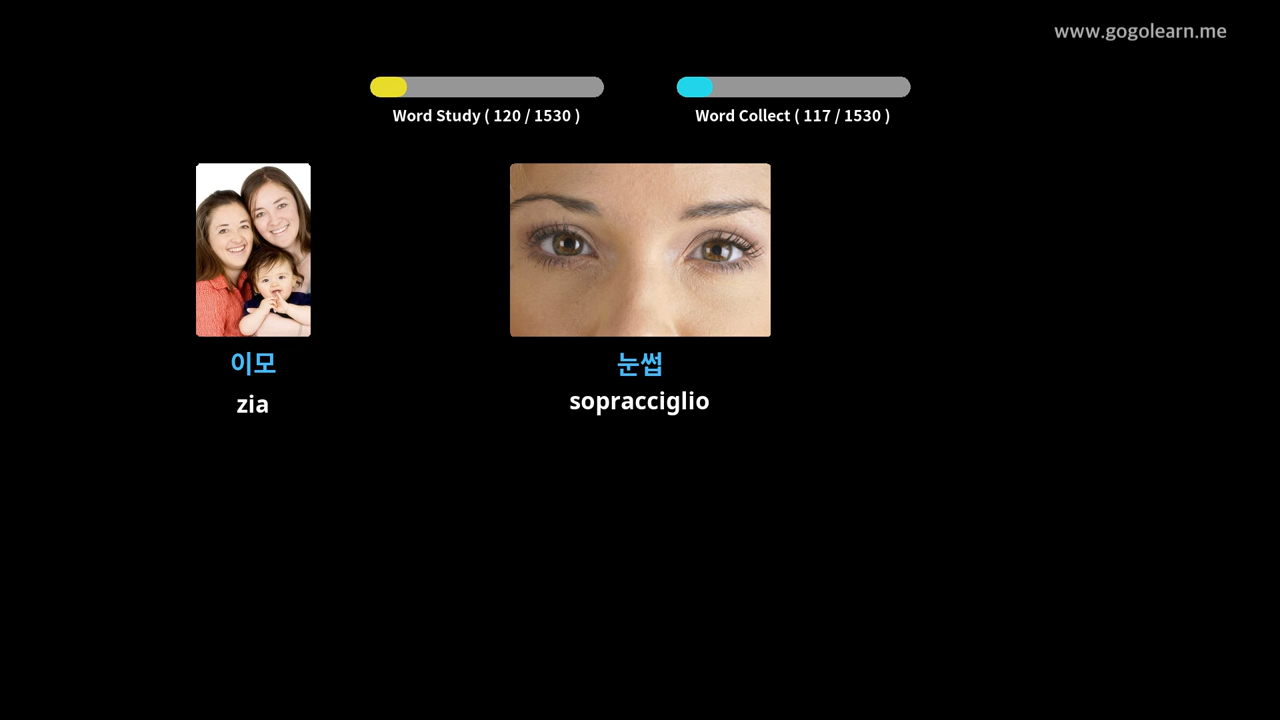 www.gogolearn.me
Word Study ( 120 / 1530 )
Word Collect ( 117 / 1530 )
이모
zia
눈썹
sopracciglio